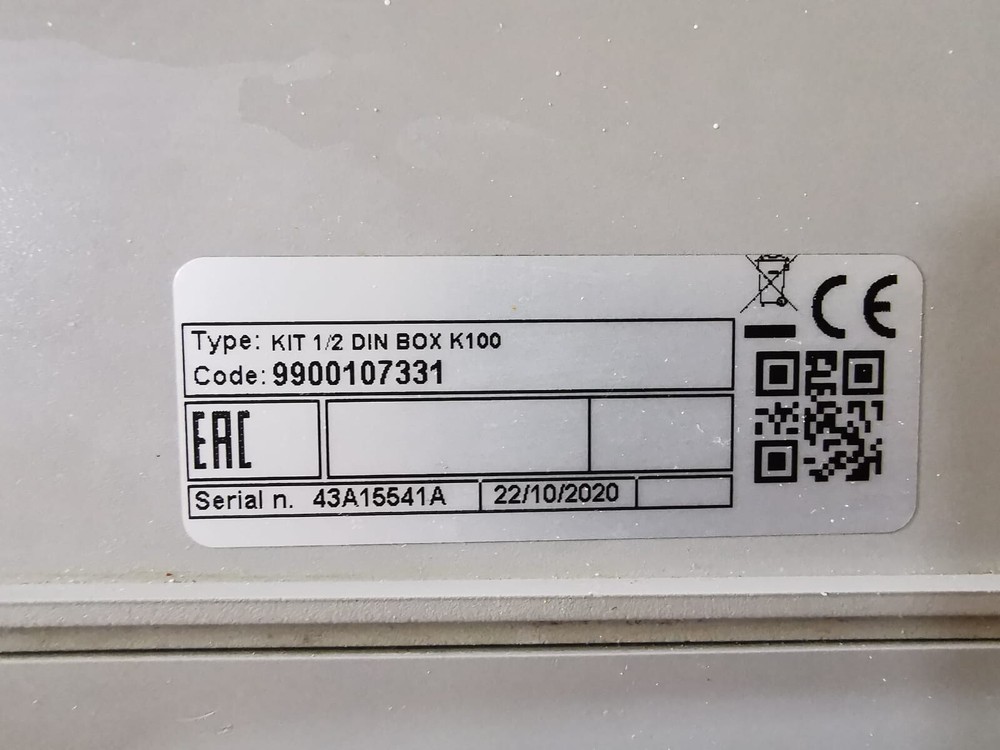 Type: KIT 1/2 DIN BOX K100
Code: 9900107331
CE
EAC
Serial n. 43A15541A 22/10/2020